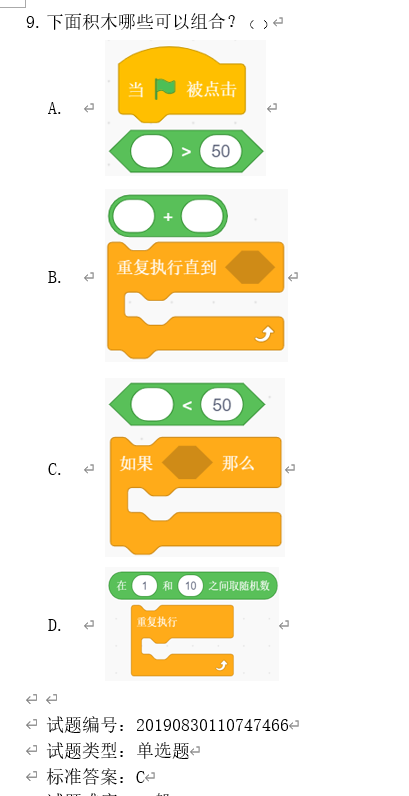 9. 下面积木哪些可以组合？（ ）
A.
当 被点击
> 50
B.
+
重复执行直到
C.
< 50
如果 那么
D.
在 1 和 10 之间取随机数
重复执行
试题编号：20190830110747466
试题类型：单选题
标准答案：C